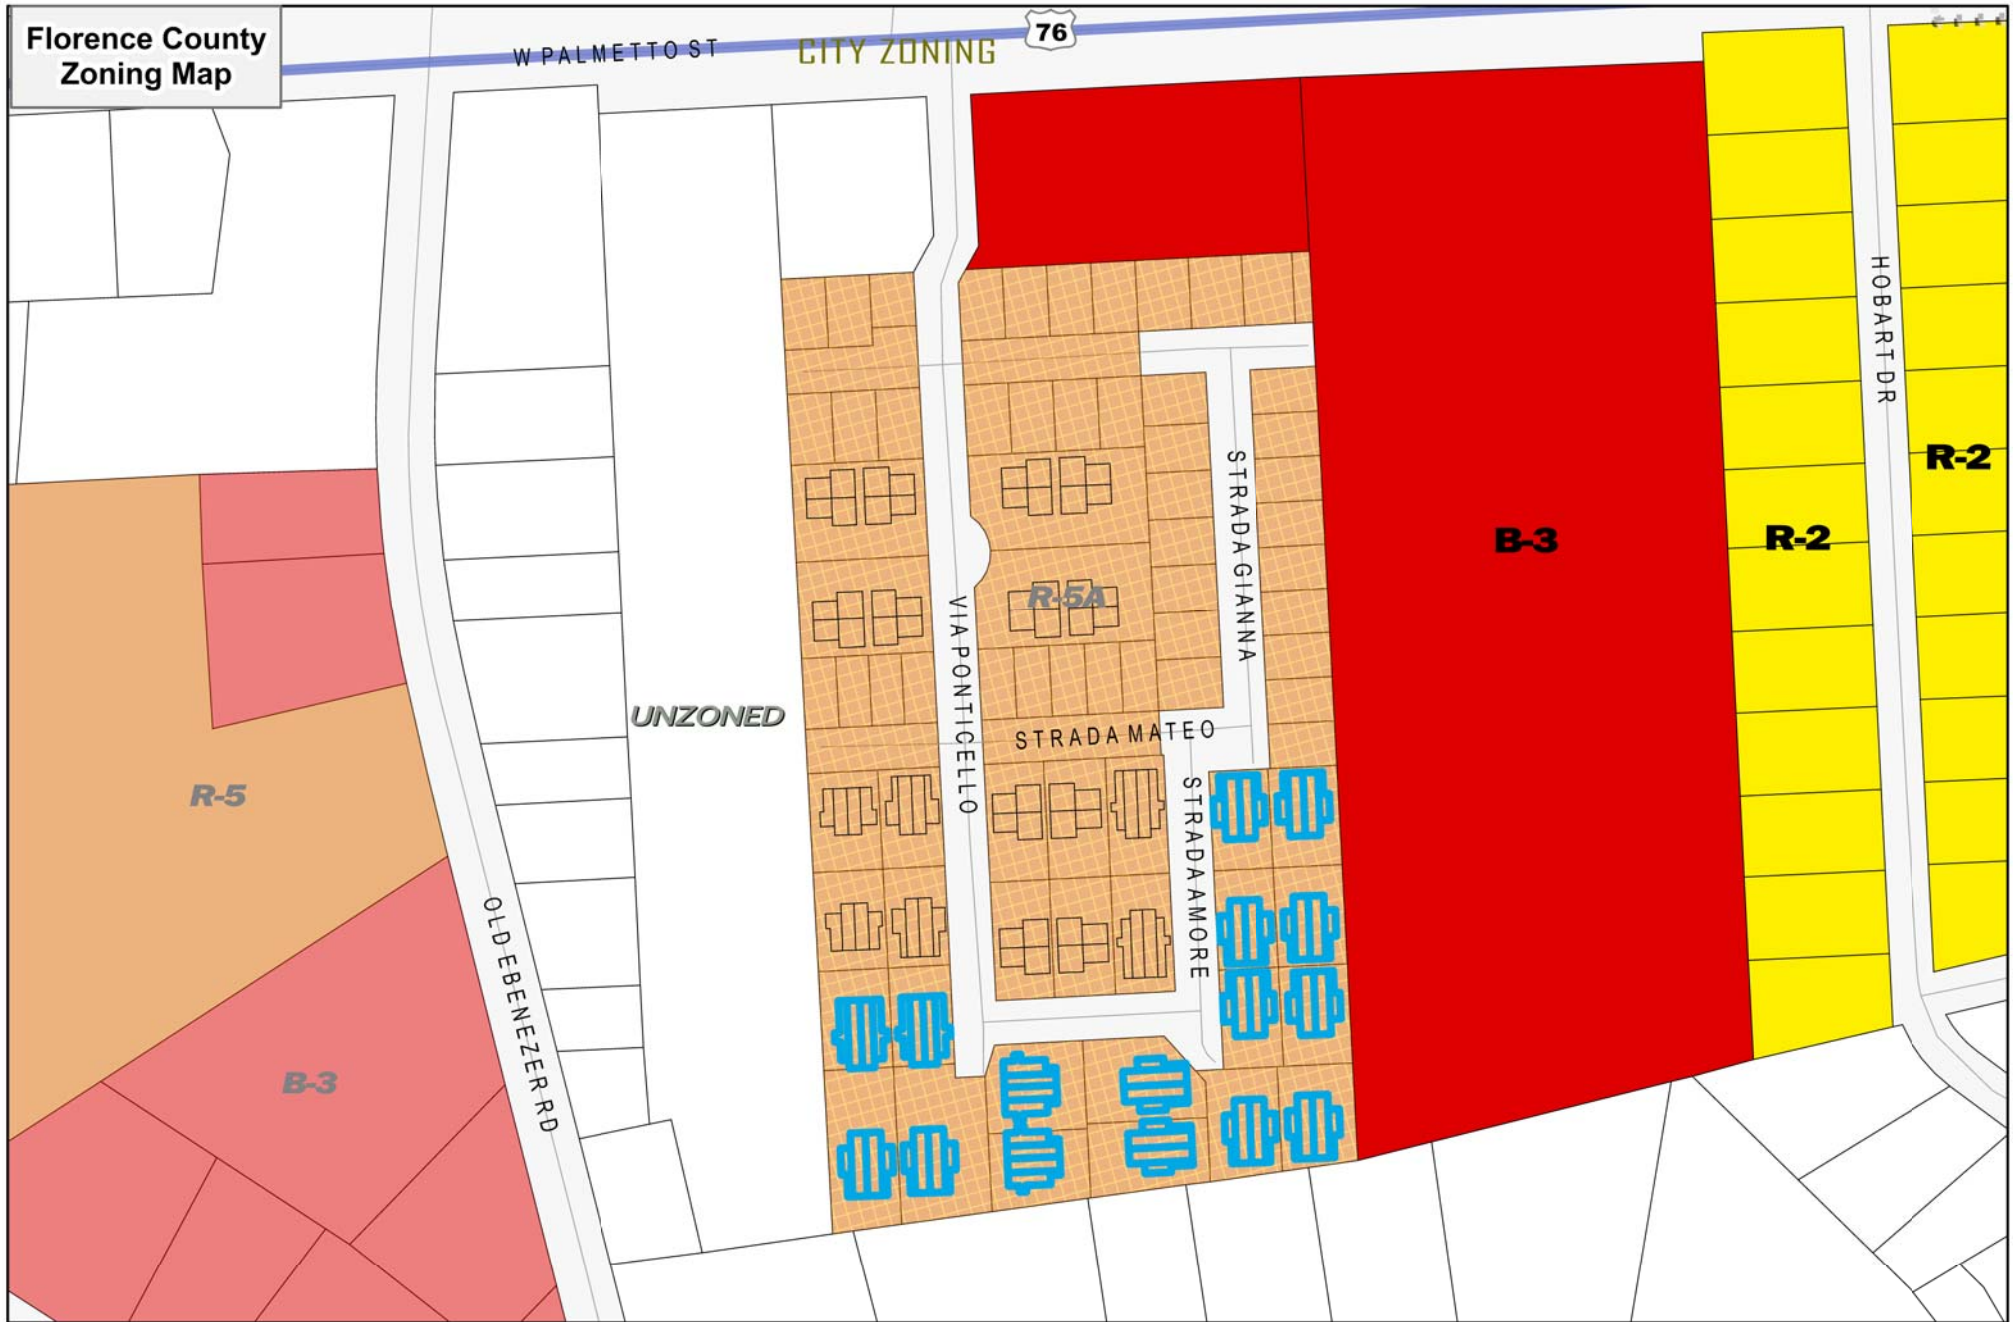 Florence County
Zoning Map
W PALMETTO ST
CITY ZONING
76
HOBART DR
R-2
STRADA GIANNA
B-3
R-2
R-5A
VIA PONTICELLO
UNZONED
STRADA MATEO
R-5
STRADA AMORE
OLD EBENEZER RD
B-3